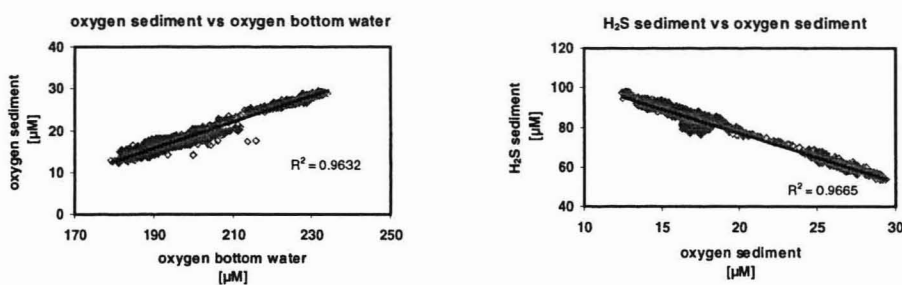 oxygen sediment vs oxygen bottom water
40
30
20
10
0
oxygen sediment
[µM]
R² = 0.9632
170 190 210 230 250
oxygen bottom water
[µM]
H₂S sediment vs oxygen sediment
120
100
80
60
40
H₂S sediment
[µM]
R² = 0.9665
10 15 20 25 30
oxygen sediment
[µM]